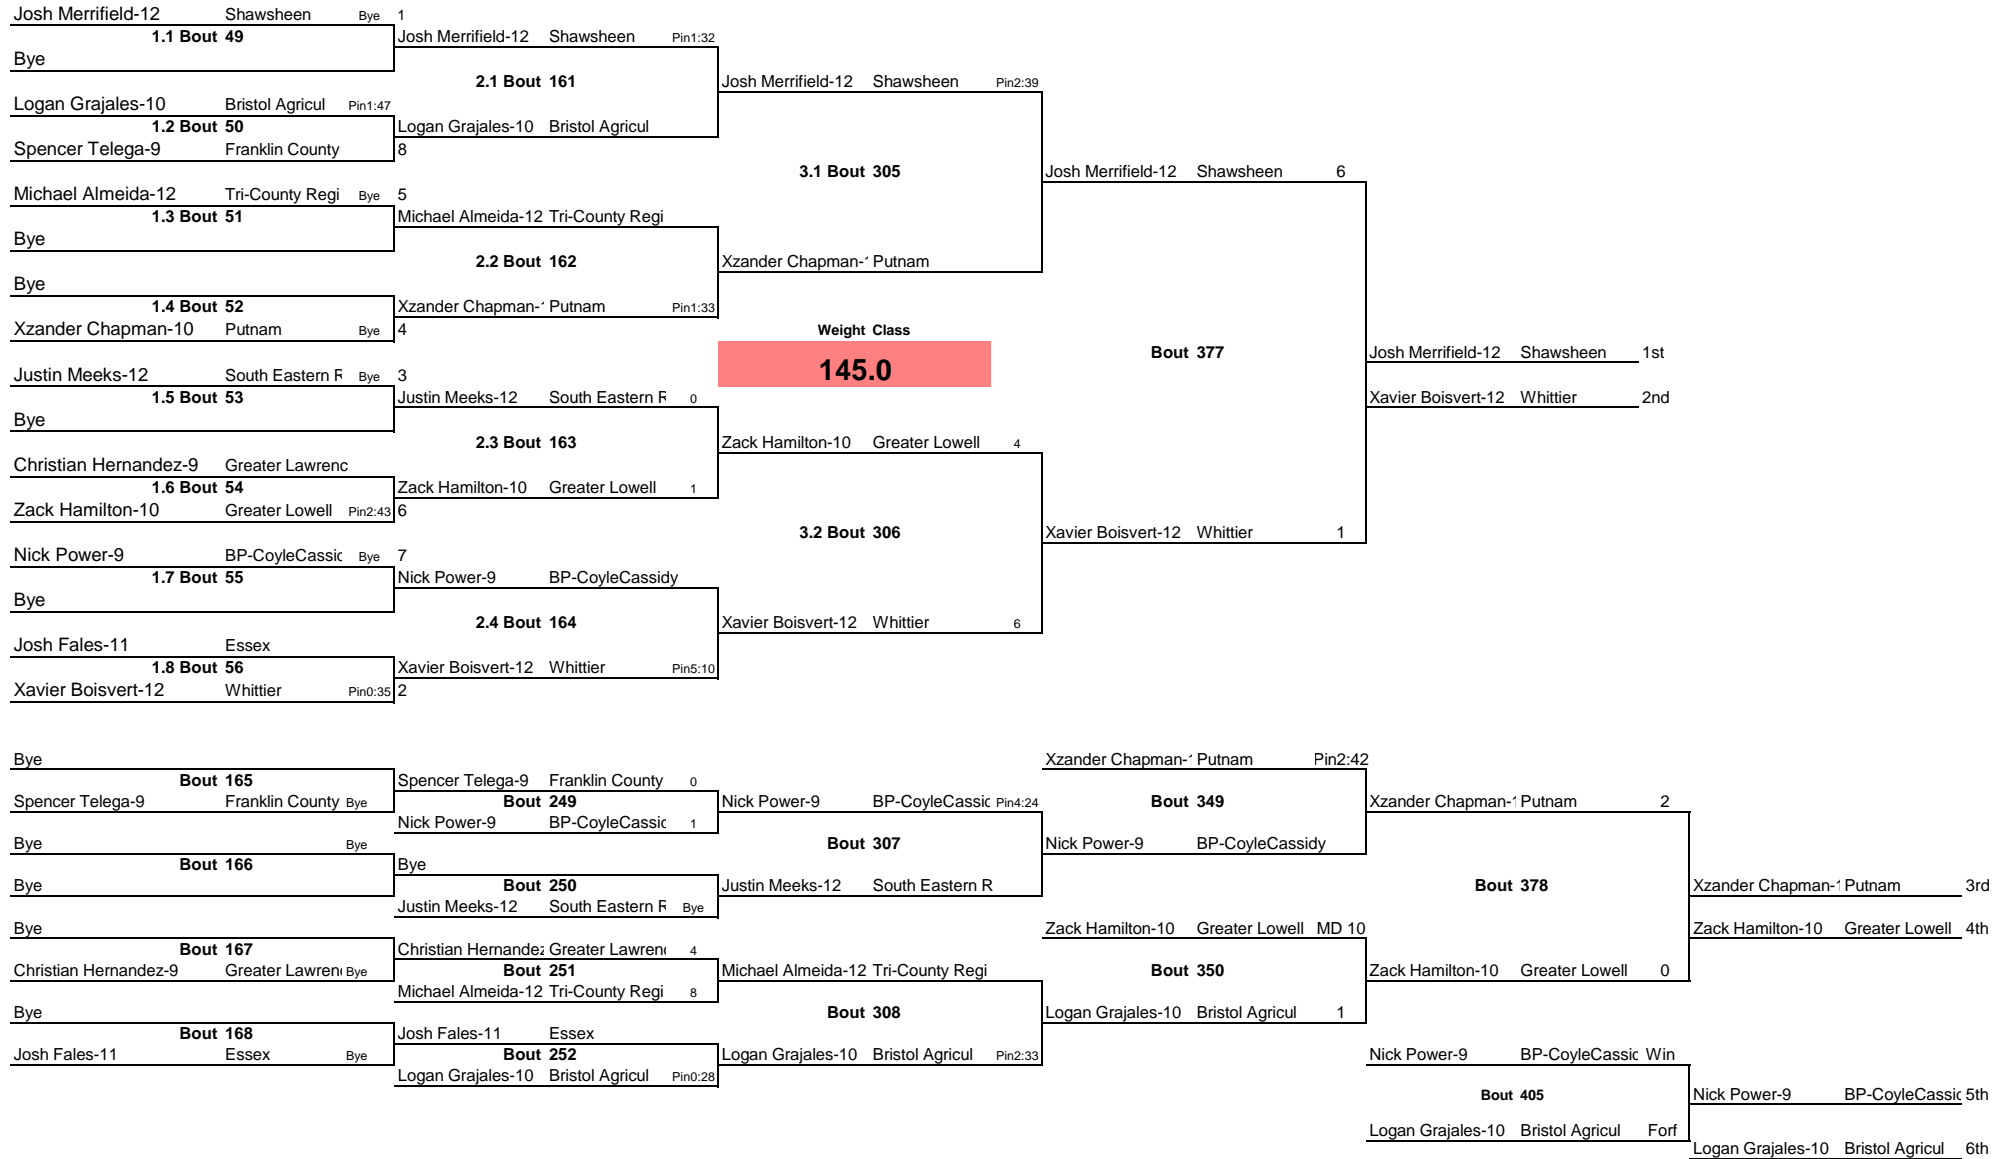 Josh Merrifield-12 Shawsheen Bye 1
1.1 Bout 49
Josh Merrifield-12 Shawsheen Pin1:32
Bye
2.1 Bout 161
Josh Merrifield-12 Shawsheen Pin2:39
Logan Grajales-10 Bristol Agricul Pin1:47
1.2 Bout 50
Logan Grajales-10 Bristol Agricul
Spencer Telega-9 Franklin County 8
3.1 Bout 305
Josh Merrifield-12 Shawsheen 6
Michael Almeida-12 Tri-County Regi Bye 5
1.3 Bout 51
Michael Almeida-12 Tri-County Regi
Bye
2.2 Bout 162
Xzander Chapman- Putnam
Bye
1.4 Bout 52
Xzander Chapman- Putnam Pin1:33
Xzander Chapman-10 Putnam Bye 4
Weight Class
145.0
Bout 377
Josh Merrifield-12 Shawsheen 1st
Justin Meeks-12 South Eastern R Bye 3
1.5 Bout 53
Justin Meeks-12 South Eastern R 0
Xavier Boisvert-12 Whittier 2nd
Bye
2.3 Bout 163
Zack Hamilton-10 Greater Lowell 4
Christian Hernandez-9 Greater Lawrenc
1.6 Bout 54
Zack Hamilton-10 Greater Lowell 1
Zack Hamilton-10 Greater Lowell Pin2:43 6
3.2 Bout 306
Xavier Boisvert-12 Whittier 1
Nick Power-9 BP-CoyleCassic Bye 7
1.7 Bout 55
Nick Power-9 BP-CoyleCassidy
Bye
2.4 Bout 164
Xavier Boisvert-12 Whittier 6
Josh Fales-11 Essex
1.8 Bout 56
Xavier Boisvert-12 Whittier Pin5:10
Xavier Boisvert-12 Whittier Pin0:35 2
Bye
Xzander Chapman- Putnam Pin2:42
Bout 165
Spencer Telega-9 Franklin County 0
Spencer Telega-9 Franklin County Bye
Bout 249
Nick Power-9 BP-CoyleCassic Pin4:24
Bout 349
Xzander Chapman-1 Putnam 2
Nick Power-9 BP-CoyleCassic 1
Bye Bye
Bout 307
Nick Power-9 BP-CoyleCassidy
Bout 166
Bye
Bye
Bout 250
Justin Meeks-12 South Eastern R
Bout 378
Xzander Chapman-1 Putnam 3rd
Justin Meeks-12 South Eastern R Bye
Bye
Zack Hamilton-10 Greater Lowell MD 10
Zack Hamilton-10 Greater Lowell 4th
Bout 167
Christian Hernandez Greater Lawrenc 4
Christian Hernandez-9 Greater Lawrenc Bye
Bout 251
Michael Almeida-12 Tri-County Regi
Bout 350
Zack Hamilton-10 Greater Lowell 0
Michael Almeida-12 Tri-County Regi 8
Bye
Bout 308
Logan Grajales-10 Bristol Agricul 1
Bout 168
Josh Fales-11 Essex
Josh Fales-11 Essex Bye
Bout 252
Logan Grajales-10 Bristol Agricul Pin2:33
Nick Power-9 BP-CoyleCassic Win
Logan Grajales-10 Bristol Agricul Pin0:28
Bout 405
Nick Power-9 BP-CoyleCassic 5th
Logan Grajales-10 Bristol Agricul Forf
Logan Grajales-10 Bristol Agricul 6th